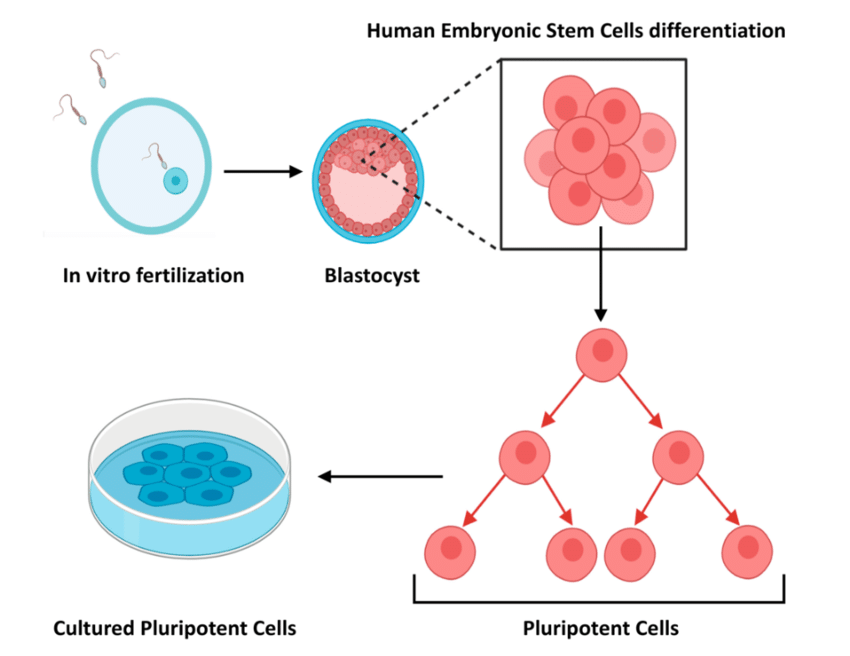 Human Embryonic Stem Cells differentiation
In vitro fertilization
Blastocyst
Cultured Pluripotent Cells
Pluripotent Cells